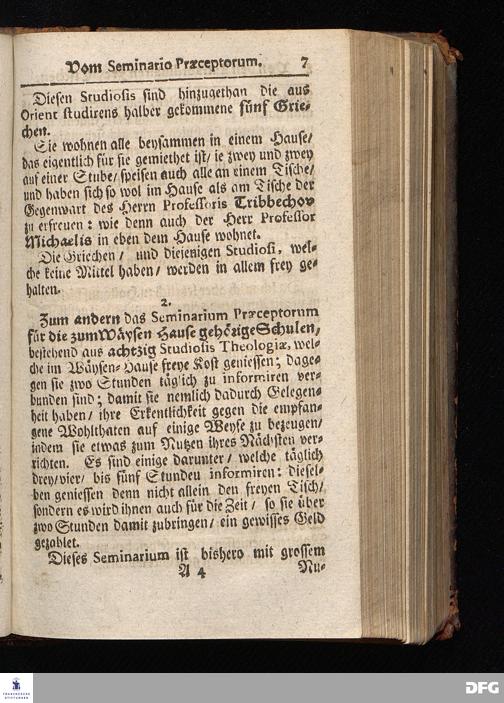 Vom Seminario Præceptorum. 7
Diesen Studiosis sind hinzugethan die aus
Orient studirens halber gekommene fünf Grie-
chen.
Sie wohnen alle beysammen in einem Hause/
das eigentlich für sie gemiethet ist/ ie zwey und zwey
auf einer Stube/ speisen auch alle an einem Tische/
und haben sich so wol im Hause als am Tische der
Gegenwart des Herrn Professoris Tribbechov
zu erfreuen: wie denn auch der Herr Professor
Michaelis in eben dem Hause wohnet.
Die Griechen/ und diejenigen Studiosi, wel-
che keine Mittel haben/ werden in allem frey ge-
halten.
2.
Zum andern das Seminarium Præceptorum
für die zum Wäysen Hause gehörige Schulen,
bestehend aus achtzig Studiosis Theologiæ, wel-
che im Wäysen-Hause freye Kost geniessen; dage-
gen sie zwo Stunden täglich zu informiren ver-
bunden sind; damit sie nemlich dadurch Gelegen-
heit haben/ ihre Erkentlichkeit gegen die empfan-
gene Wohlthaten auf einige Weyse zu bezeugen/
indem sie etwas zum Nutzen ihres Nächsten ver-
richten. Es sind einige darunter/ welche täglich
drey/ vier/ bis fünf Stunden informiren: diesel-
ben geniessen denn nicht allein den freyen Tisch/
sondern es wird ihnen auch für die Zeit/ so sie über
zwo Stunden damit zubringen/ ein gewisses Geld
gezahlet.
Dieses Seminarium ist bishero mit grossem
A 4 Nu-
FRANCKESCHE
STIFTUNGEN
DFG